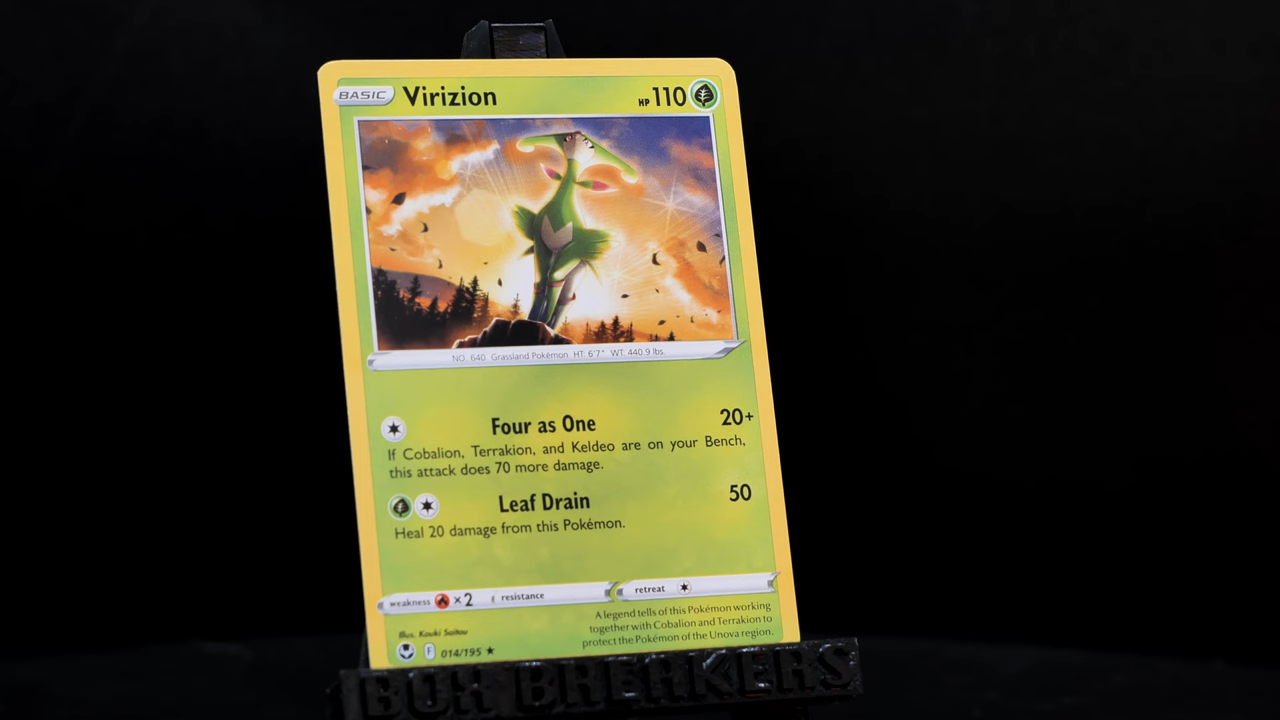 BASIC Virizion HP 110
NO. 640 Grassland Pokémon HT: 6'7" WT: 440.9 lbs.
Four as One 20+
If Cobalion, Terrakion, and Keldeo are on your Bench,
this attack does 70 more damage.
Leaf Drain 50
Heal 20 damage from this Pokémon.
weakness ×2 resistance retreat
A legend tells of this Pokémon working
together with Cobalion and Terrakion to
protect the Pokémon of the Unova region.
Illus. Kouki Saitou
F 014/195 ★
BOX BREAKERS